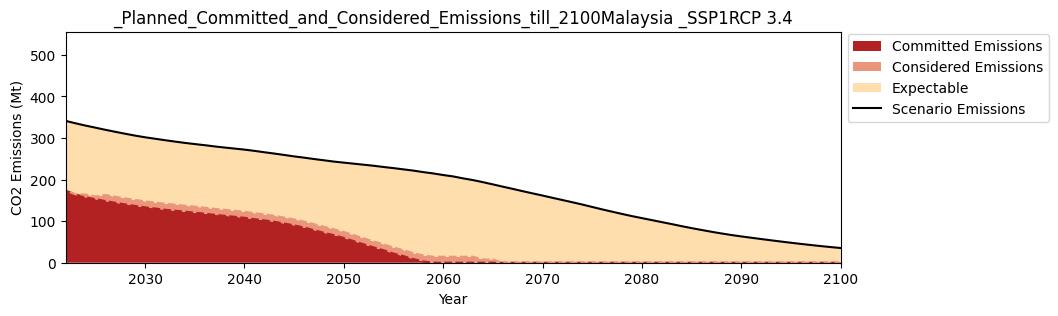 _Planned_Committed_and_Considered_Emissions_till_2100Malaysia _SSP1RCP 3.4
CO2 Emissions (Mt)
500
400
300
200
100
0
2030 2040 2050 2060 2070 2080 2090 2100
Year
Committed Emissions
Considered Emissions
Expectable
Scenario Emissions